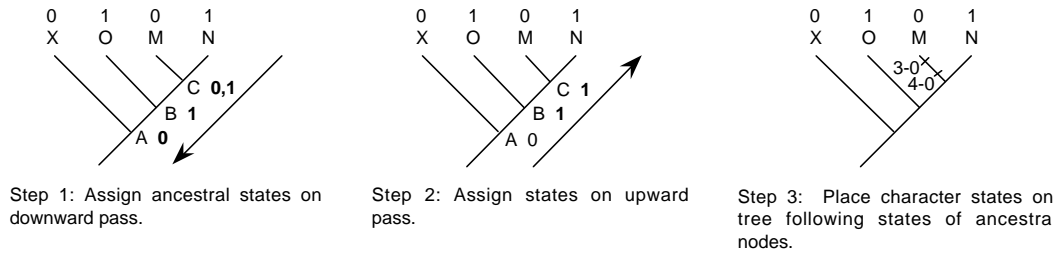 0 1 0 1
X O M N
C 0,1
B 1
A 0
Step 1: Assign ancestral states on
downward pass.
0 1 0 1
X O M N
C 1
B 1
A 0
Step 2: Assign states on upward
pass.
0 1 0 1
X O M N
3-0
4-0
Step 3: Place character states on
tree following states of ancestra
nodes.